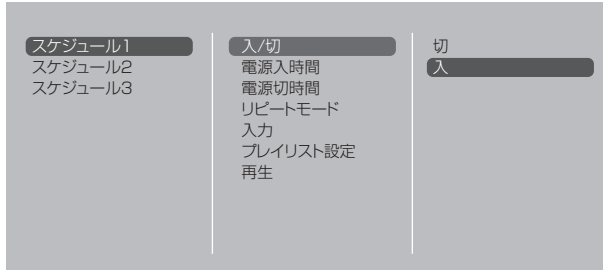 スケジュール1
スケジュール2
スケジュール3
入/切
電源入時間
電源切時間
リピートモード
入力
プレイリスト設定
再生
切
入